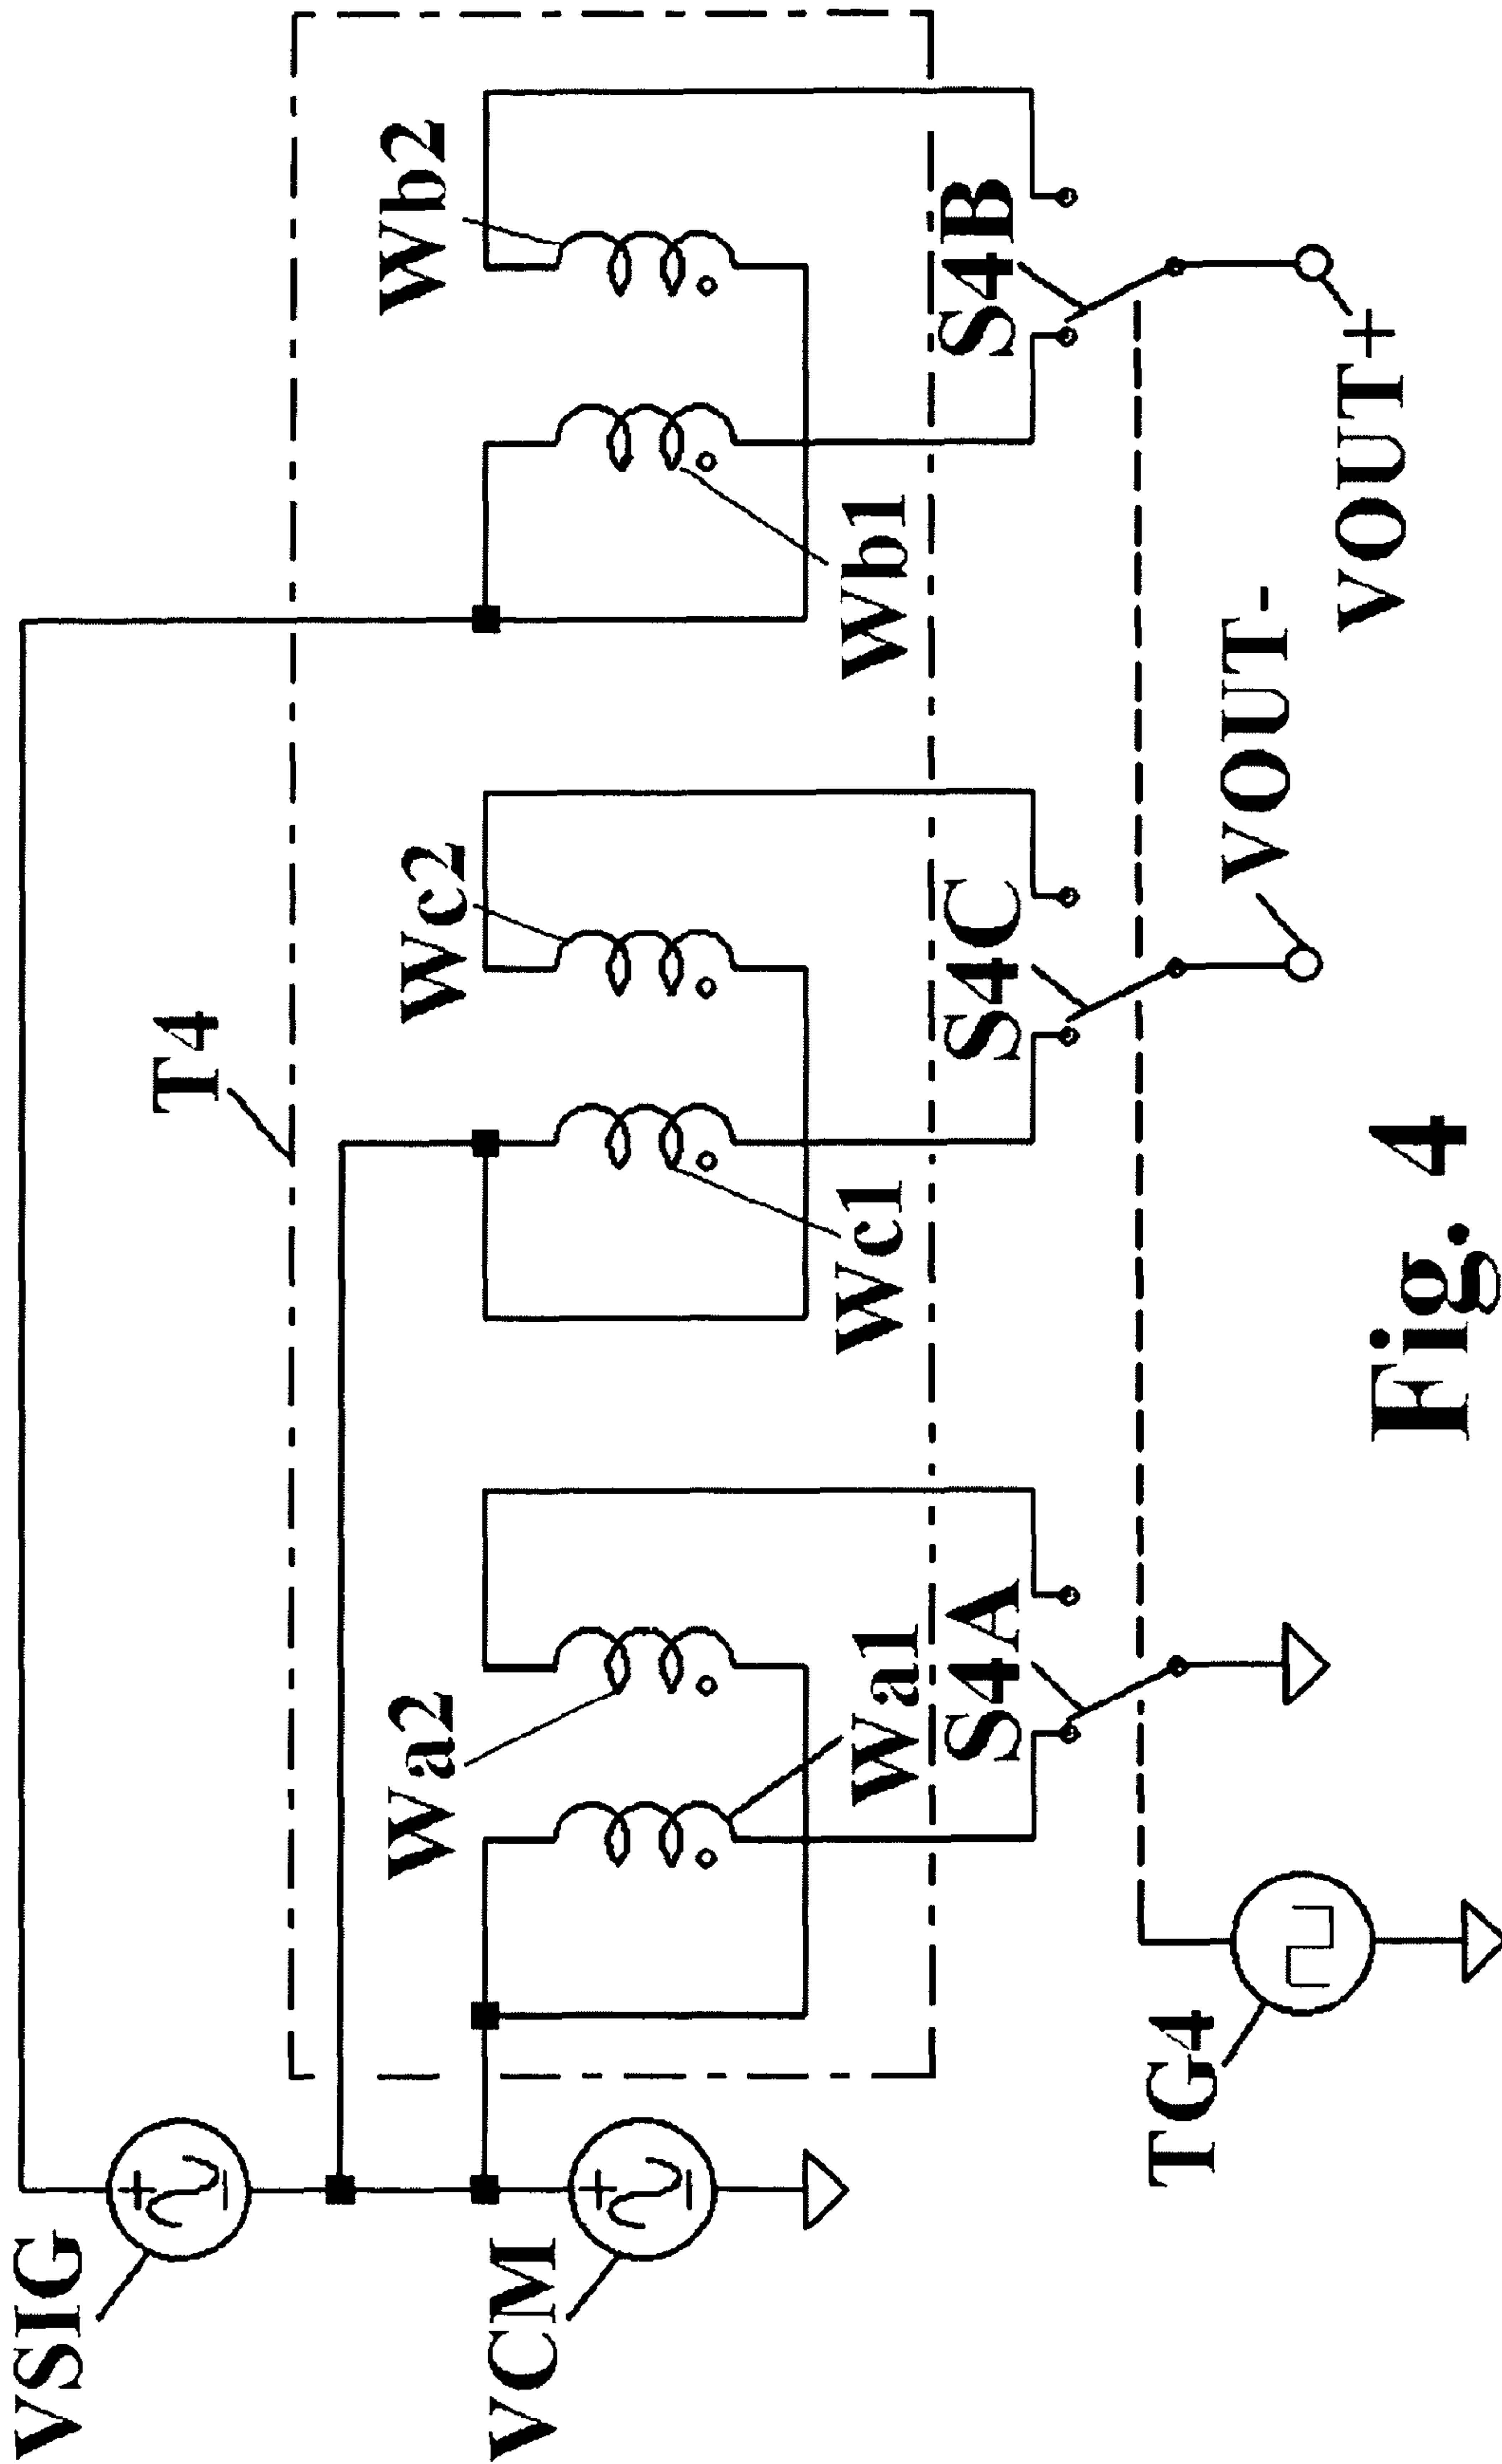 VSIG
VCM
T4
Wa2
Wa1
Wc2
Wc1
Wb2
Wb1
S4A
S4C
S4B
TG4
VOUT-
VOUT+
Fig. 4